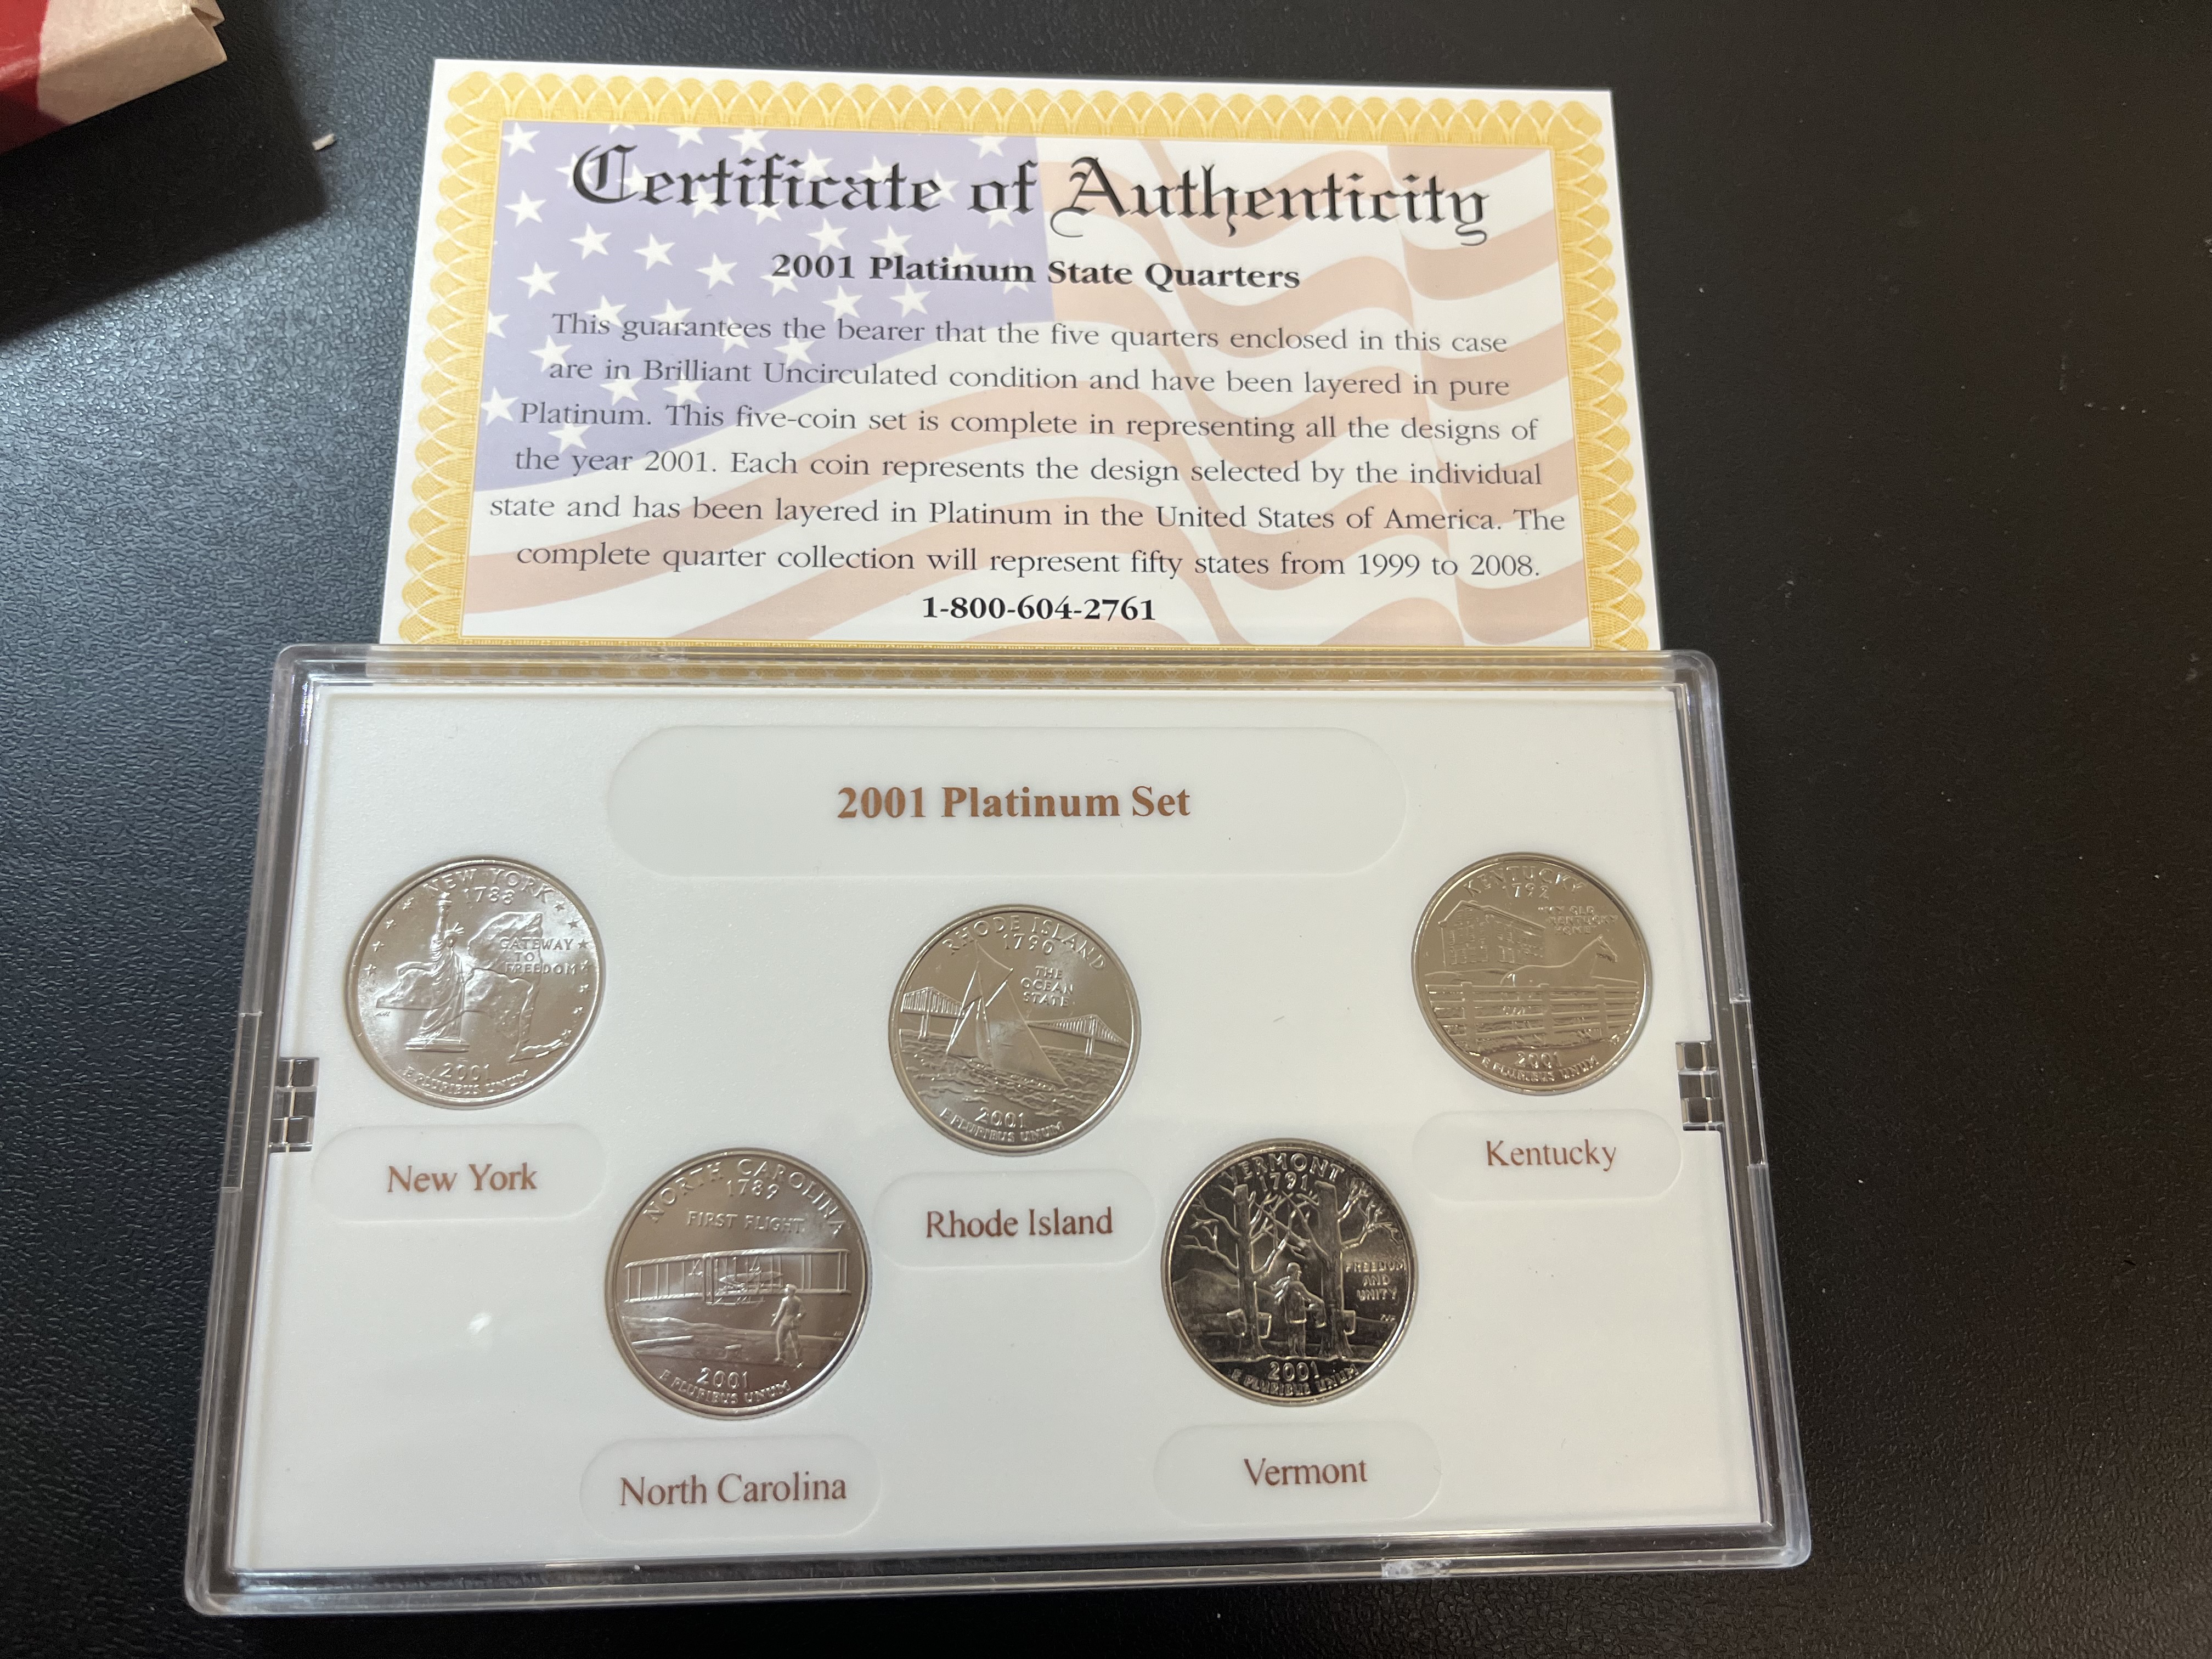 Certificate of Authenticity
2001 Platinum State Quarters
This guarantees the bearer that the five quarters enclosed in this case
are in Brilliant Uncirculated condition and have been layered in pure
Platinum. This five-coin set is complete in representing all the designs of
the year 2001. Each coin represents the design selected by the individual
state and has been layered in Platinum in the United States of America. The
complete quarter collection will represent fifty states from 1999 to 2008.
1-800-604-2761
2001 Platinum Set
NEW YORK
1788
GATEWAY
TO
FREEDOM
2001
E PLURIBUS UNUM
New York
NORTH CAROLINA
1789
FIRST FLIGHT
2001
E PLURIBUS UNUM
North Carolina
RHODE ISLAND
1790
THE
OCEAN
STATE
2001
E PLURIBUS UNUM
Rhode Island
VERMONT
1791
FREEDOM
AND
UNITY
2001
E PLURIBUS UNUM
Vermont
KENTUCKY
1792
"MY OLD
KENTUCKY
HOME"
2001
E PLURIBUS UNUM
Kentucky